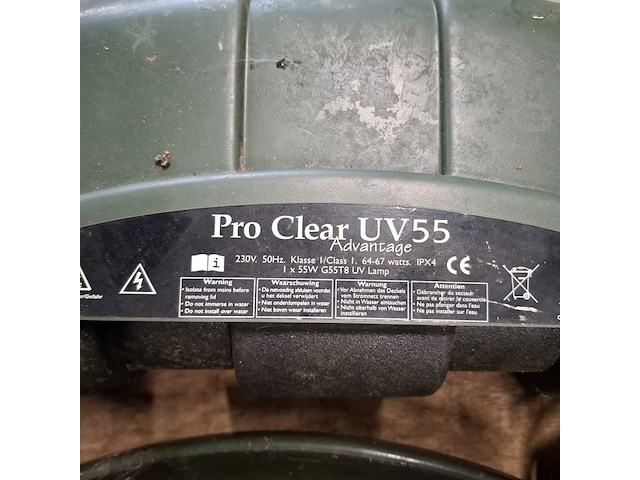 Pro Clear UV55
Advantage
230V. 50Hz. Klasse I/Class I. 64-67 watts. IPX4
1 x 55W G55T8 UV Lamp
Warning
• Isolate from mains before
removing lid
• Do not immerse in water
• Do not install over water
Waarschuwing
• De netvoeding afsluiten voordat
u het deksel verwijdert
• Niet onderdompelen in water
• Niet boven water installeren
Warnung
• Vor Abnehmen des Deckels
vom Stromnetz trennen
• Nicht in Wasser eintauchen
• Nicht oberhalb von Wasser
installieren
Attention
• Débrancher du secteur
avant de retirer le couvercle
• Ne pas plonger dans l'eau
• Ne pas installer sur l'eau
CE